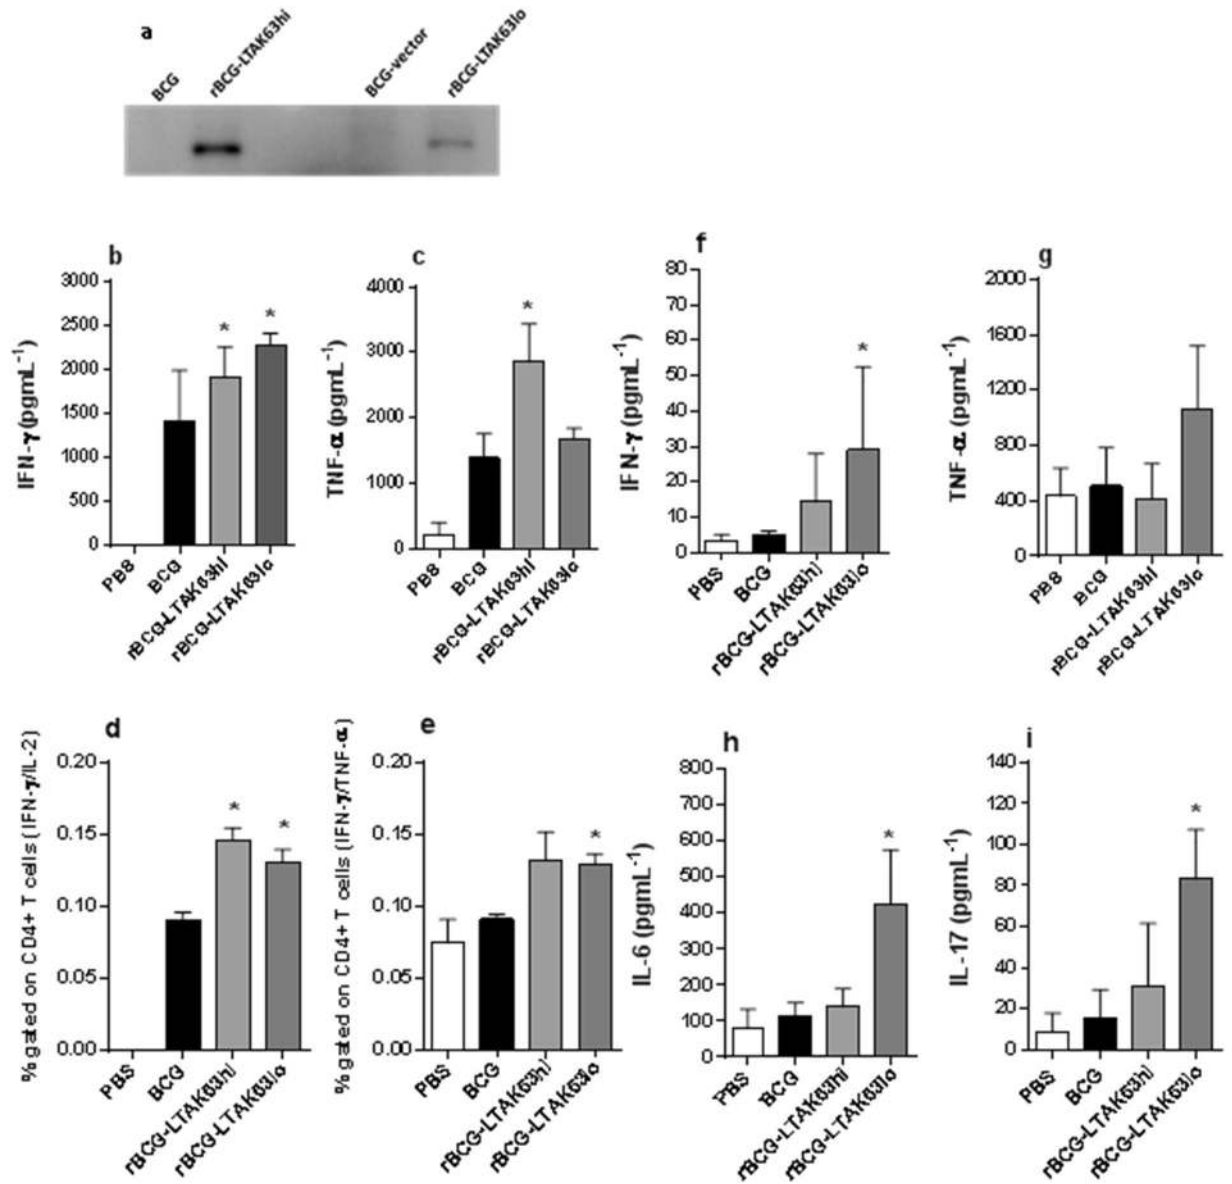 a
BCG
rBCG-LTAK63hi
BCG-vector
rBCG-LTAK63lo
b
IFN-γ (pgmL⁻¹)
3000
2500
2000
1500
1000
500
0
*
*
PBS
BCG
rBCG-LTAK63hi
rBCG-LTAK63lo
c
TNF-α (pgmL⁻¹)
4000
3000
2000
1000
0
*
PBS
BCG
rBCG-LTAK63hi
rBCG-LTAK63lo
f
IFN-γ (pgmL⁻¹)
80
70
60
50
40
30
20
10
0
*
PBS
BCG
rBCG-LTAK63hi
rBCG-LTAK63lo
g
TNF-α (pgmL⁻¹)
2000
1600
1200
800
400
0
PBS
BCG
rBCG-LTAK63hi
rBCG-LTAK63lo
d
% gated on CD4+ T cells (IFN-γ/IL-2)
0.20
0.15
0.10
0.05
0.00
*
*
PBS
BCG
rBCG-LTAK63hi
rBCG-LTAK63lo
e
% gated on CD4+ T cells (IFN-γ/TNF-α)
0.20
0.15
0.10
0.05
0.00
*
PBS
BCG
rBCG-LTAK63hi
rBCG-LTAK63lo
h
IL-6 (pgmL⁻¹)
800
700
600
500
400
300
200
100
0
*
PBS
BCG
rBCG-LTAK63hi
rBCG-LTAK63lo
i
IL-17 (pgmL⁻¹)
140
120
100
80
60
40
20
0
*
PBS
BCG
rBCG-LTAK63hi
rBCG-LTAK63lo